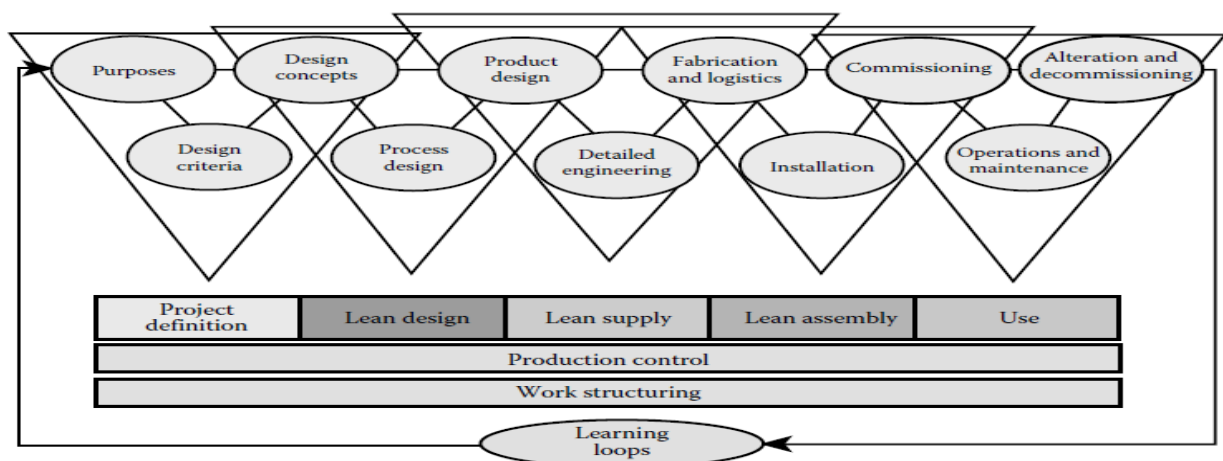 Purposes
Design
concepts
Product
design
Fabrication
and logistics
Commissioning
Alteration and
decommissioning
Design
criteria
Process
design
Detailed
engineering
Installation
Operations and
maintenance
Project
definition
Lean design
Lean supply
Lean assembly
Use
Production control
Work structuring
Learning
loops